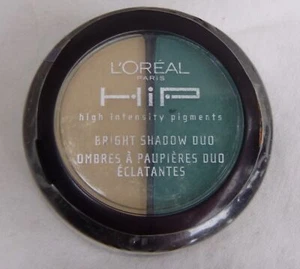 L'ORÉAL
PARIS
HiP
high intensity pigments
BRIGHT SHADOW DUO
OMBRES À PAUPIÈRES DUO
ÉCLATANTES